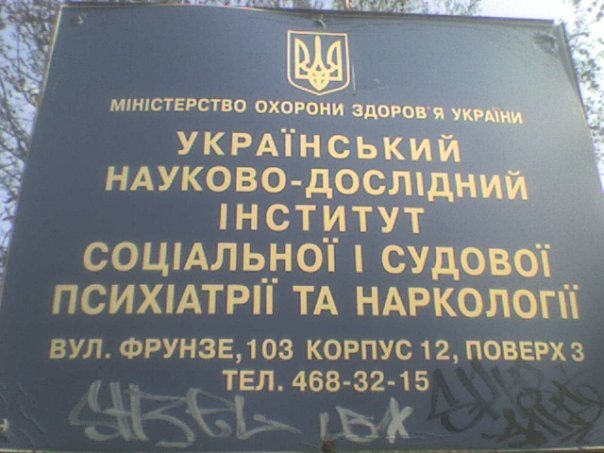 МІНІСТЕРСТВО ОХОРОНИ ЗДОРОВ'Я УКРАЇНИ
УКРАЇНСЬКИЙ
НАУКОВО-ДОСЛІДНИЙ
ІНСТИТУТ
СОЦІАЛЬНОЇ І СУДОВОЇ
ПСИХІАТРІЇ ТА НАРКОЛОГІЇ
ВУЛ. ФРУНЗЕ, 103 КОРПУС 12, ПОВЕРХ 3
ТЕЛ. 468-32-15